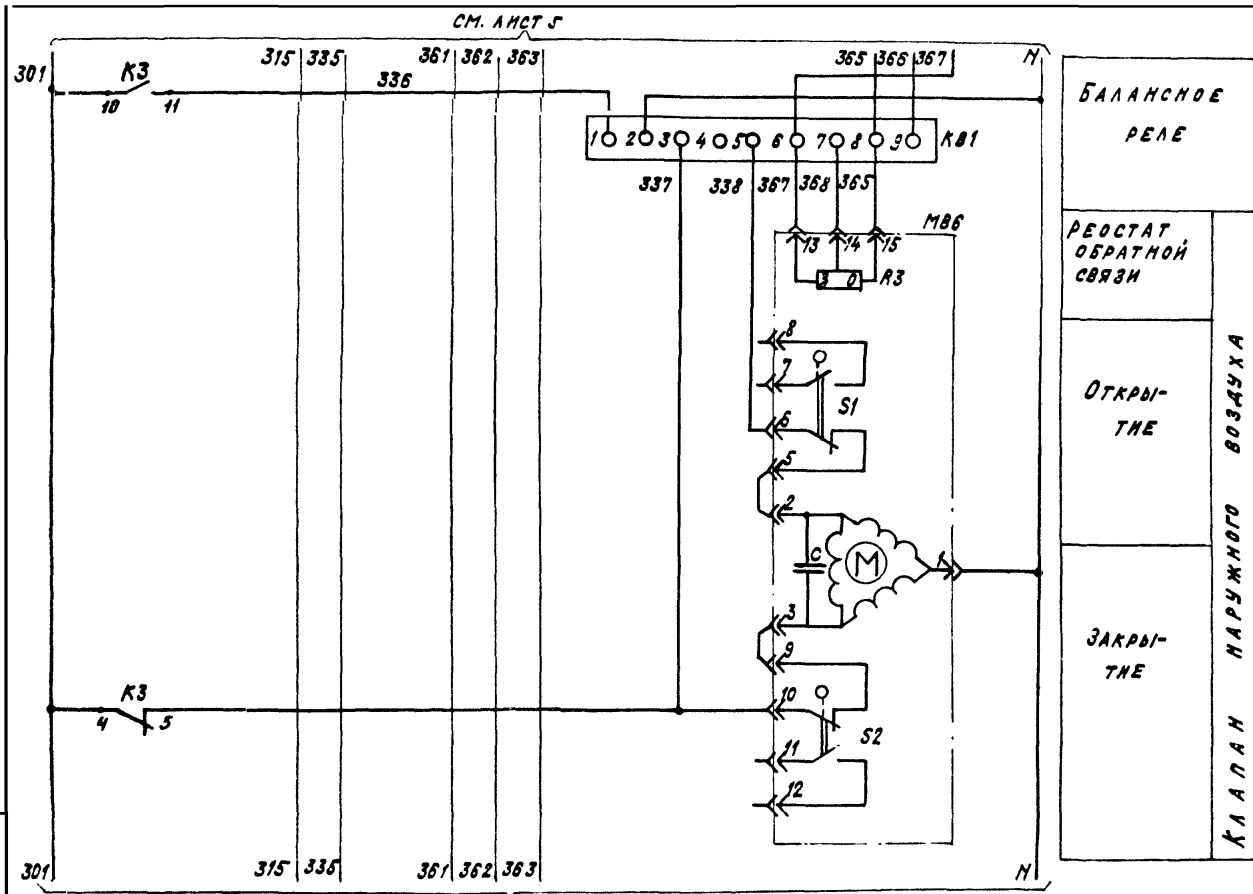 СМ. ЛИСТ 5
301 315 335 361 362 363 365 366 367 N
К3
10 11
336
1 2 3 4 5 6 7 8 9 КВ1
337 338 367 368 365
МВ6
13 14 15
3 0 R3
8
7
S1
6
5
2
С
М
1
3
9
К3
4 5
10
S2
11
12
301 315 335 361 362 363 N
БАЛАНСНОЕ
РЕЛЕ
РЕОСТАТ
ОБРАТНОЙ
СВЯЗИ
ОТКРЫ-
ТИЕ
ЗАКРЫ-
ТИЕ
КЛАПАН НАРУЖНОГО ВОЗДУХА